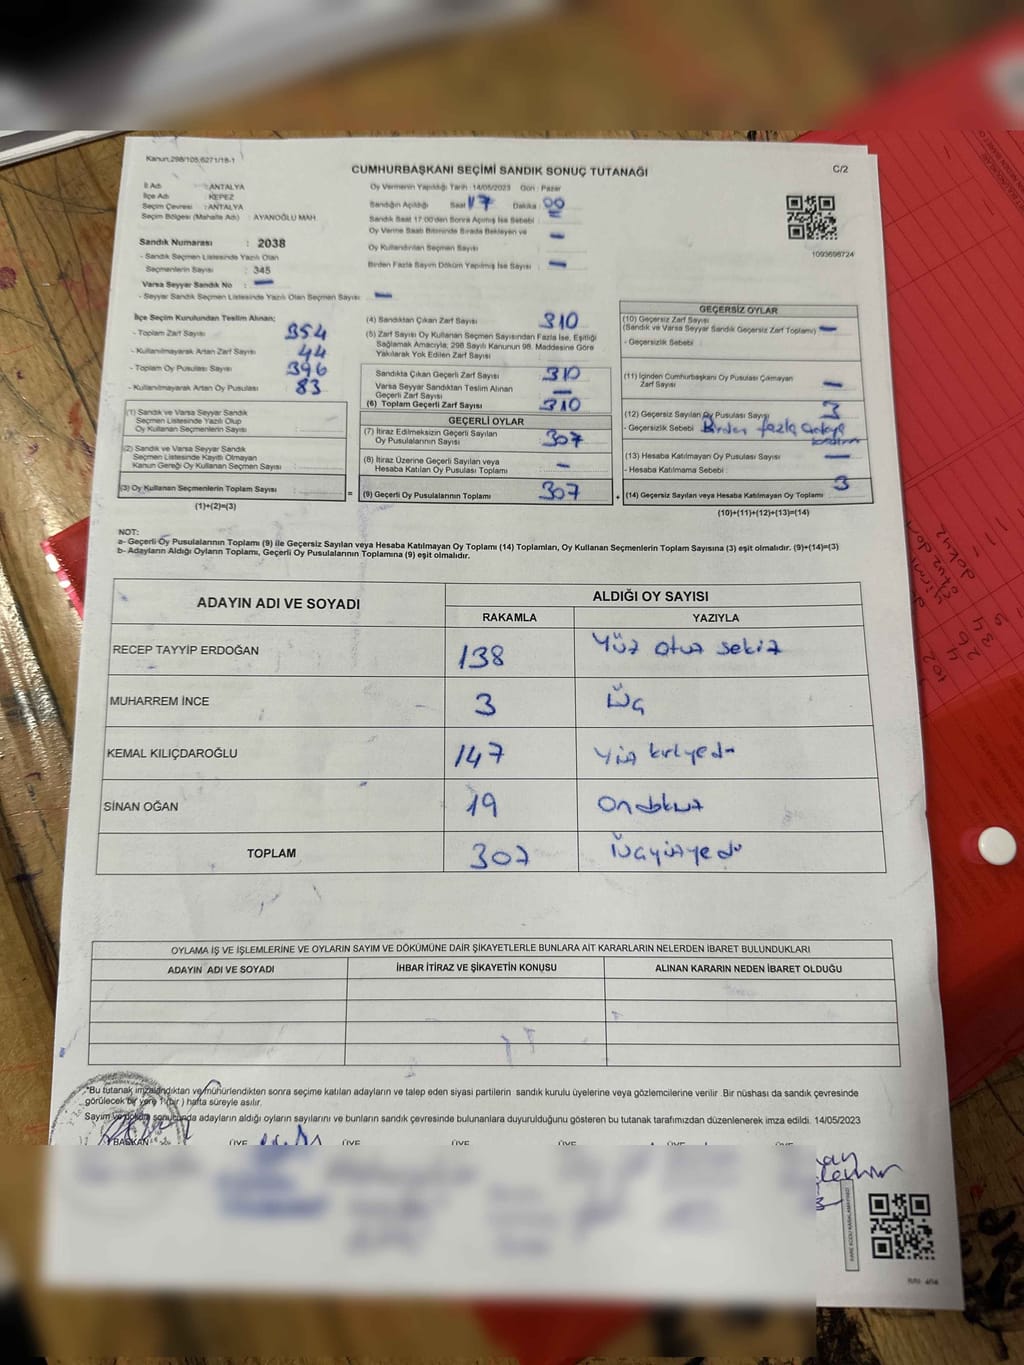 Kanun:298/105,6271/18-1
CUMHURBAŞKANI SEÇİMİ SANDIK SONUÇ TUTANAĞI
C/2
İl Adı : ANTALYA
İlçe Adı : KEPEZ
Seçim Çevresi : ANTALYA
Seçim Bölgesi (Mahalle Adı) : AYANOĞLU MAH.
Sandık Numarası : 2038
- Sandık Seçmen Listesinde Yazılı Olan
Seçmenlerin Sayısı : 345
Varsa Seyyar Sandık No : -
- Seyyar Sandık Seçmen Listesinde Yazılı Olan Seçmen Sayısı : -
Oy Vermenin Yapıldığı Tarih : 14/05/2023 Gün : Pazar
Sandığın Açıldığı Saat 17 Dakika : 00
Sandık Saat 17:00'den Sonra Açılmış İse Sebebi :
Oy Verme Saati Bitiminde Sırada Bekleyen ve : -
Oy Kullandırılan Seçmen Sayısı
Birden Fazla Sayım Döküm Yapılmış İse Sayısı : -
1093698724
İlçe Seçim Kurulundan Teslim Alınan;
- Toplam Zarf Sayısı : 354
- Kullanılmayarak Artan Zarf Sayısı : 44
- Toplam Oy Pusulası Sayısı : 396
- Kullanılmayarak Artan Oy Pusulası : 83
(1) Sandık ve Varsa Seyyar Sandık
Seçmen Listesinde Yazılı Olup
Oy Kullanan Seçmenlerin Sayısı :
(2) Sandık ve Varsa Seyyar Sandık
Seçmen Listesinde Kayıtlı Olmayan
Kanun Gereği Oy Kullanan Seçmen Sayısı :
(3) Oy Kullanan Seçmenlerin Toplam Sayısı :
(1)+(2)=(3)
(4) Sandıktan Çıkan Zarf Sayısı : 310
(5) Zarf Sayısı Oy Kullanan Seçmen Sayısından Fazla İse, Eşitliği
Sağlamak Amacıyla; 298 Sayılı Kanunun 98. Maddesine Göre
Yakılarak Yok Edilen Zarf Sayısı :
Sandıkta Çıkan Geçerli Zarf Sayısı : 310
Varsa Seyyar Sandıktan Teslim Alınan
Geçerli Zarf Sayısı : -
(6) Toplam Geçerli Zarf Sayısı : 310
GEÇERLİ OYLAR
(7) İtiraz Edilmeksizin Geçerli Sayılan
Oy Pusulalarının Sayısı : 307
(8) İtiraz Üzerine Geçerli Sayılan veya
Hesaba Katılan Oy Pusulası Toplamı : -
= (9) Geçerli Oy Pusulalarının Toplamı : 307
GEÇERSİZ OYLAR
(10) Geçersiz Zarf Sayısı
(Sandık ve Varsa Seyyar Sandık Geçersiz Zarf Toplamı) : -
- Geçersizlik Sebebi :
(11) İçinden Cumhurbaşkanı Oy Pusulası Çıkmayan
Zarf Sayısı : -
(12) Geçersiz Sayılan Oy Pusulası Sayısı : 3
- Geçersizlik Sebebi : Birden fazla
(13) Hesaba Katılmayan Oy Pusulası Sayısı : -
- Hesaba Katılmama Sebebi :
+ (14) Geçersiz Sayılan veya Hesaba Katılmayan Oy Toplamı : 3
(10)+(11)+(12)+(13)=(14)
NOT:
a- Geçerli Oy Pusulalarının Toplamı (9) ile Geçersiz Sayılan veya Hesaba Katılmayan Oy Toplamı (14) Toplamları, Oy Kullanan Seçmenlerin Toplam Sayısına (3) eşit olmalıdır. (9)+(14)=(3)
b- Adayların Aldığı Oyların Toplamı, Geçerli Oy Pusulalarının Toplamına (9) eşit olmalıdır.
ADAYIN ADI VE SOYADI
ALDIĞI OY SAYISI
RAKAMLA YAZIYLA
RECEP TAYYİP ERDOĞAN 138 Yüz otuz sekiz
MUHARREM İNCE 3 Üç
KEMAL KILIÇDAROĞLU 147 Yüz kırkyedi
SİNAN OĞAN 19 Ondokuz
TOPLAM 307 Üçyüzyedi
OYLAMA İŞ VE İŞLEMLERİNE VE OYLARIN SAYIM VE DÖKÜMÜNE DAİR ŞİKAYETLERLE BUNLARA AİT KARARLARIN NELERDEN İBARET BULUNDUKLARI
ADAYIN ADI VE SOYADI İHBAR İTİRAZ VE ŞİKAYETİN KONUSU ALINAN KARARIN NEDEN İBARET OLDUĞU
*Bu tutanak imzalandıktan ve mühürlendikten sonra seçime katılan adayların ve talep eden siyasi partilerin sandık kurulu üyelerine veya gözlemcilerine verilir .Bir nüshası da sandık çevresinde
görülecek bir yere 1 (bir ) hafta süreyle asılır.
Sayım ve döküm sonucunda adayların aldığı oyların sayılarını ve bunların sandık çevresinde bulunanlara duyurulduğunu gösteren bu tutanak tarafımızdan düzenlenerek imza edildi. 14/05/2023
BAŞKAN ÜYE ÜYE ÜYE ÜYE ÜYE ÜYE